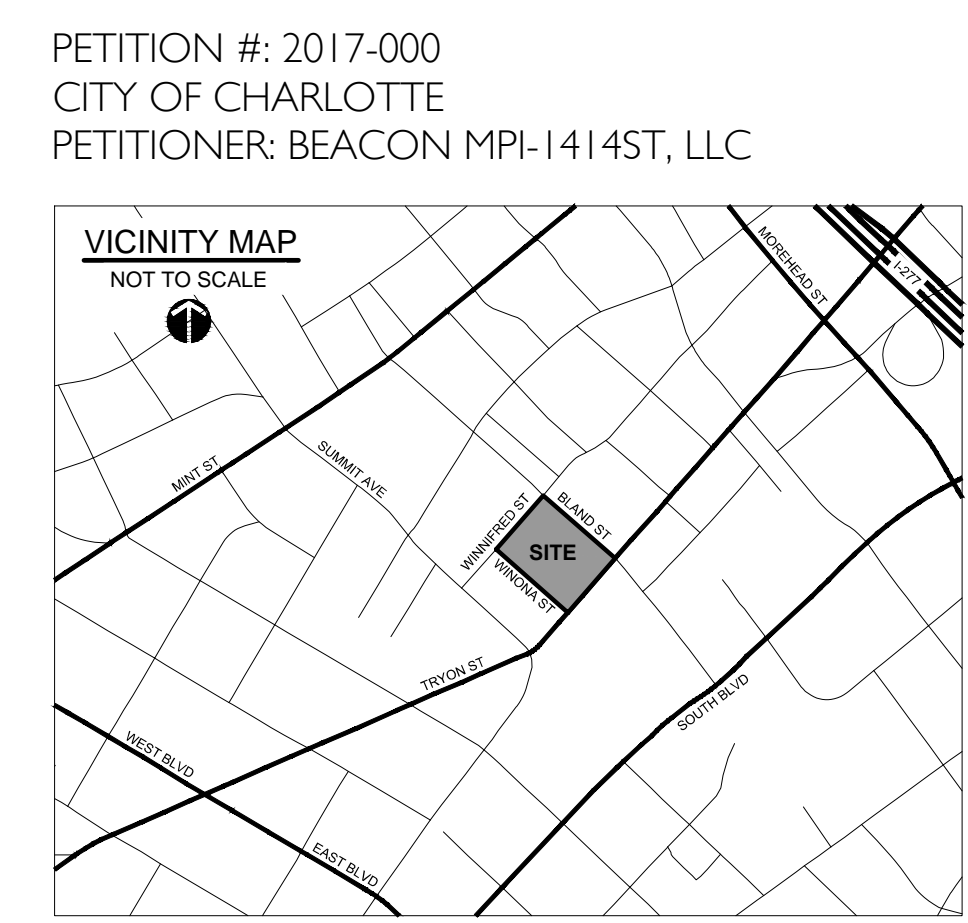 PETITION #: 2017-000
CITY OF CHARLOTTE
PETITIONER: BEACON MPI-1414ST, LLC
VICINITY MAP
NOT TO SCALE
MOREHEAD ST
I-277
MINT ST
SUMMIT AVE
WINNIFRED ST
BLAND ST
SITE
WINONA ST
TRYON ST
SOUTH BLVD
WEST BLVD
EAST BLVD